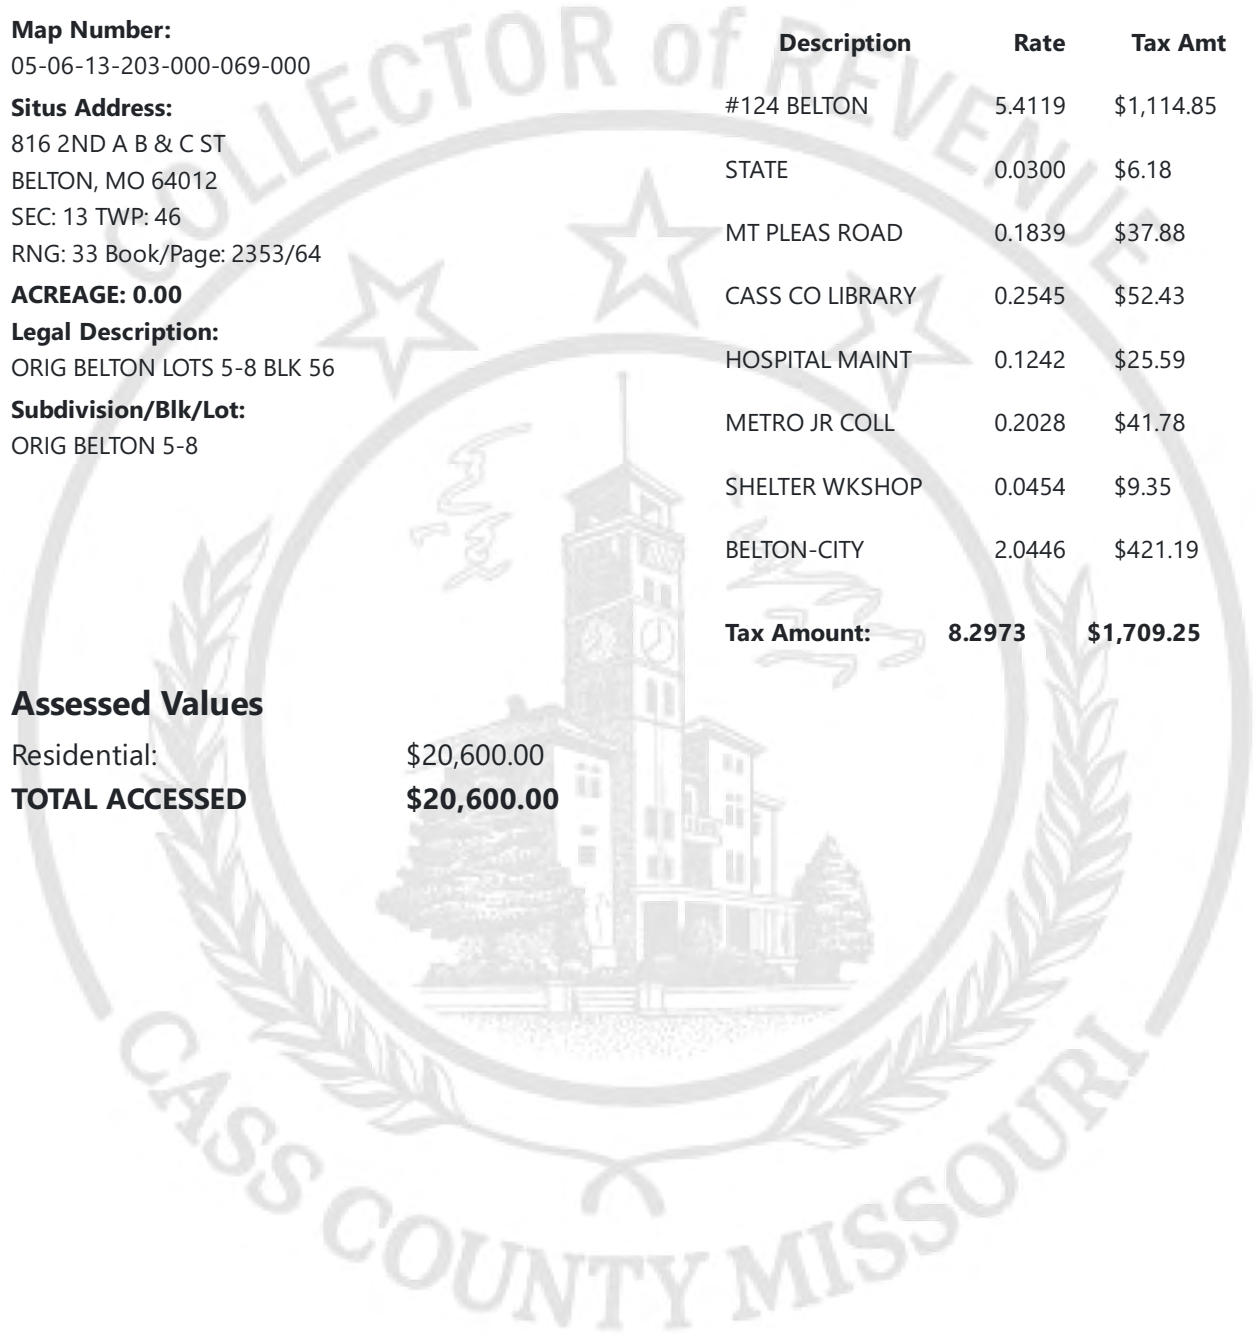 Map Number:
05-06-13-203-000-069-000
Situs Address:
816 2ND A B & C ST
BELTON, MO 64012
SEC: 13 TWP: 46
RNG: 33 Book/Page: 2353/64
ACREAGE: 0.00
Legal Description:
ORIG BELTON LOTS 5-8 BLK 56
Subdivision/Blk/Lot:
ORIG BELTON 5-8
Description Rate Tax Amt
#124 BELTON 5.4119 $1,114.85
STATE 0.0300 $6.18
MT PLEAS ROAD 0.1839 $37.88
CASS CO LIBRARY 0.2545 $52.43
HOSPITAL MAINT 0.1242 $25.59
METRO JR COLL 0.2028 $41.78
SHELTER WKSHOP 0.0454 $9.35
BELTON-CITY 2.0446 $421.19
Tax Amount: 8.2973 $1,709.25
Assessed Values
Residential: $20,600.00
TOTAL ACCESSED $20,600.00
COLLECTOR of REVENUE
CASS COUNTY MISSOURI